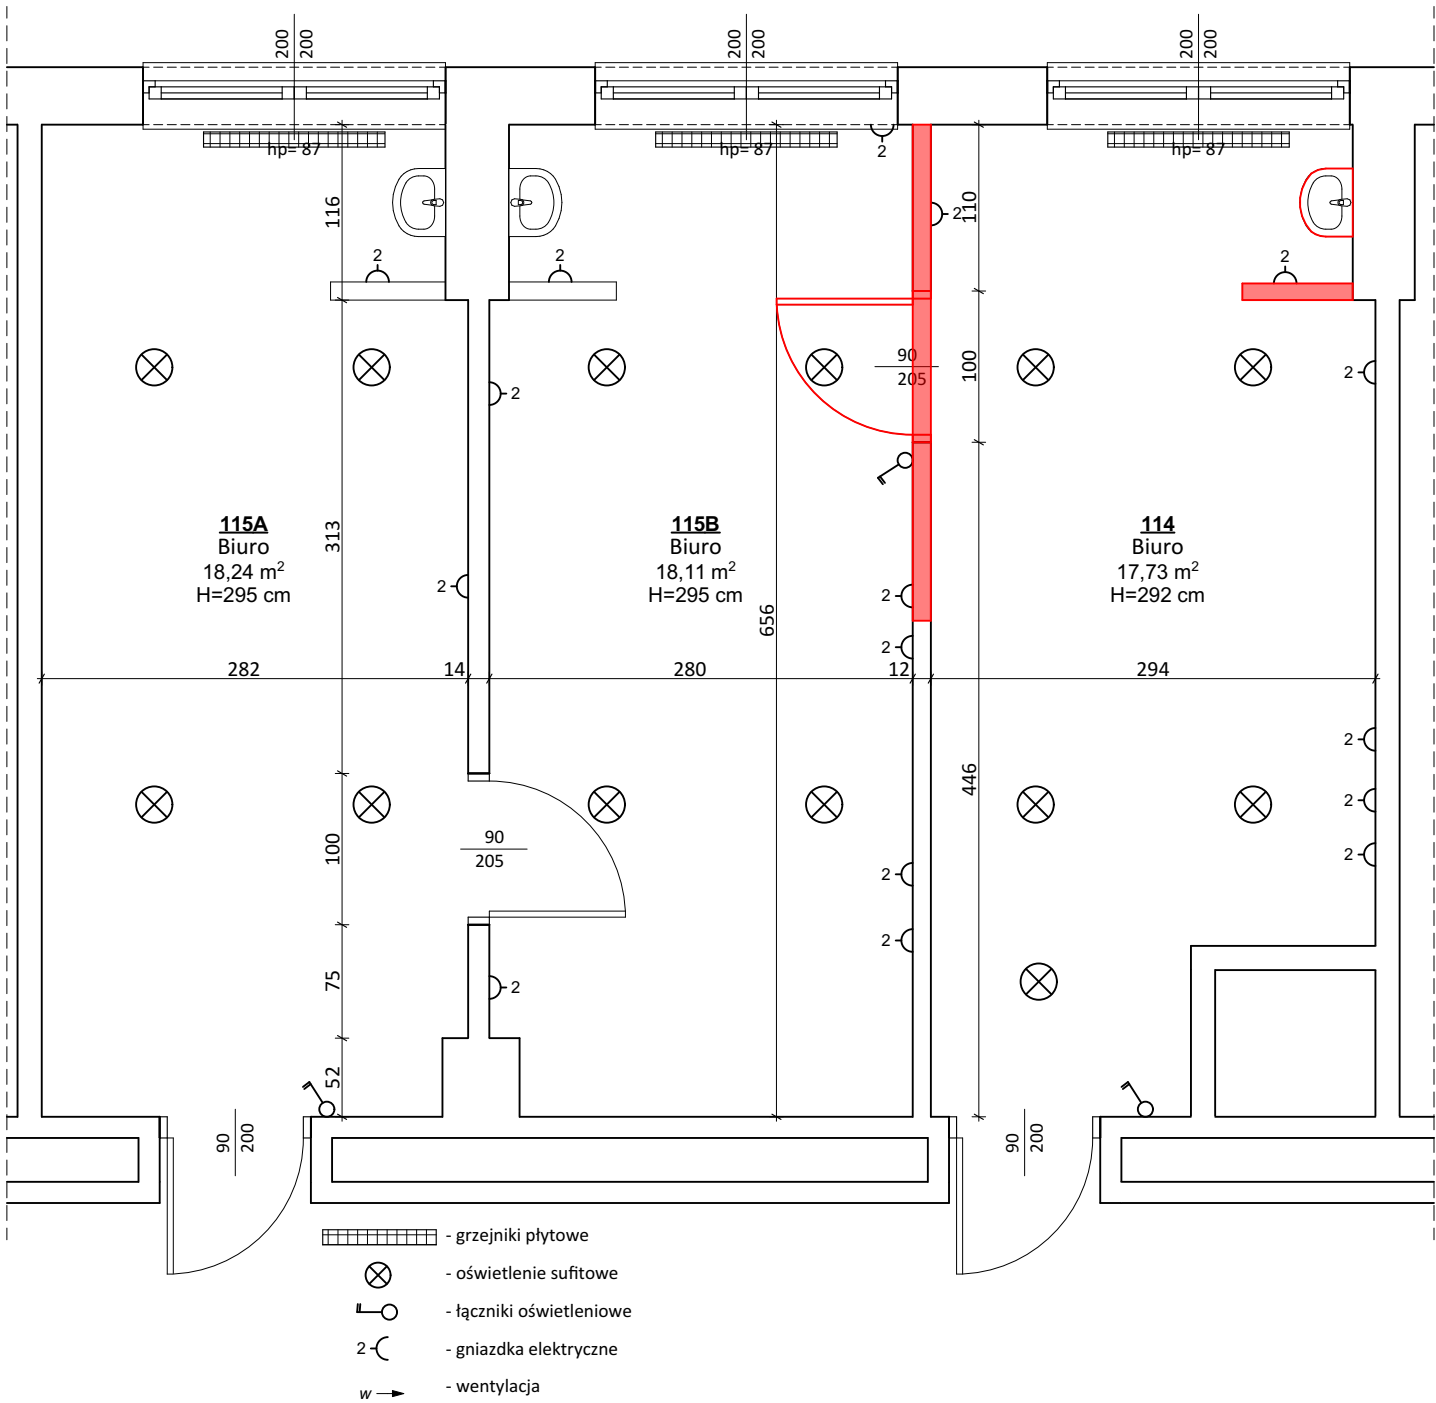 200
200
200
200
200
200
hp= 87
hp= 87
hp= 87
2
116
2
110
2
2
2
90
205
100
2
2
2
115A
Biuro
18,24 m²
H=295 cm
313
115B
Biuro
18,11 m²
H=295 cm
114
Biuro
17,73 m²
H=292 cm
2
2
656
2
282
14
280
12
294
2
446
2
100
90
205
2
2
2
75
2
52
90
200
90
200
- grzejniki płytowe
- oświetlenie sufitowe
- łączniki oświetleniowe
2
- gniazdka elektryczne
w
- wentylacja